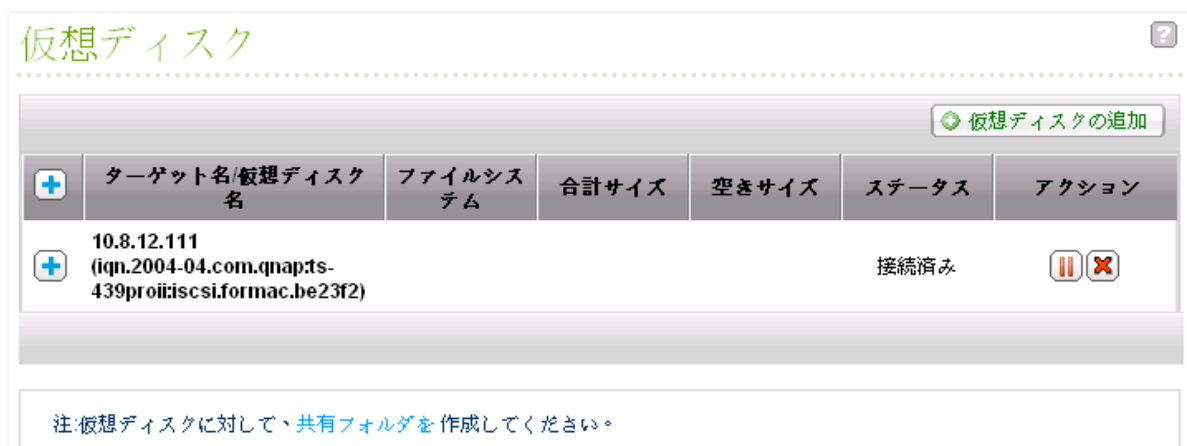 仮想ディスク
?
仮想ディスクの追加
ターゲット名/仮想ディスク名
ファイルシステム
合計サイズ
空きサイズ
ステータス
アクション
10.8.12.111
(iqn.2004-04.com.qnap:ts-
439proii:iscsi.formac.be23f2)
接続済み
注:仮想ディスクに対して、共有フォルダを 作成してください。